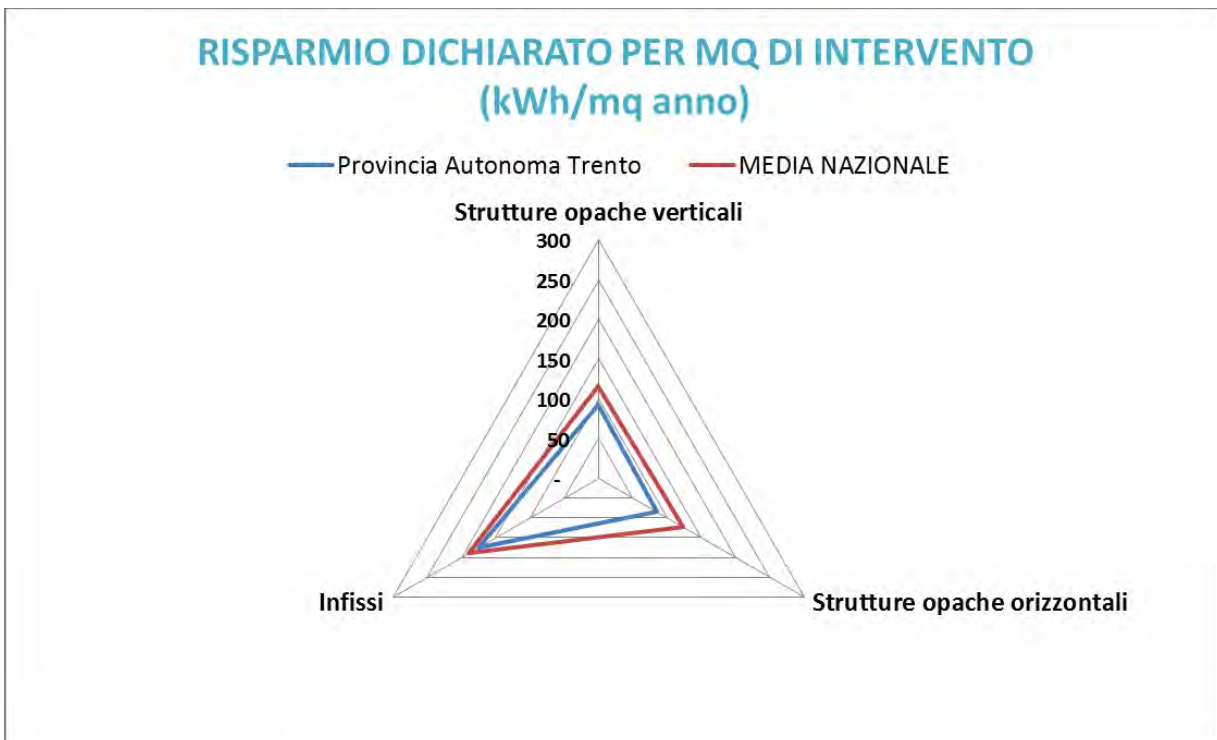 RISPARMIO DICHIARATO PER MQ DI INTERVENTO
(kWh/mq anno)
Provincia Autonoma Trento MEDIA NAZIONALE
Strutture opache verticali
300
250
200
150
100
50
-
Infissi
Strutture opache orizzontali